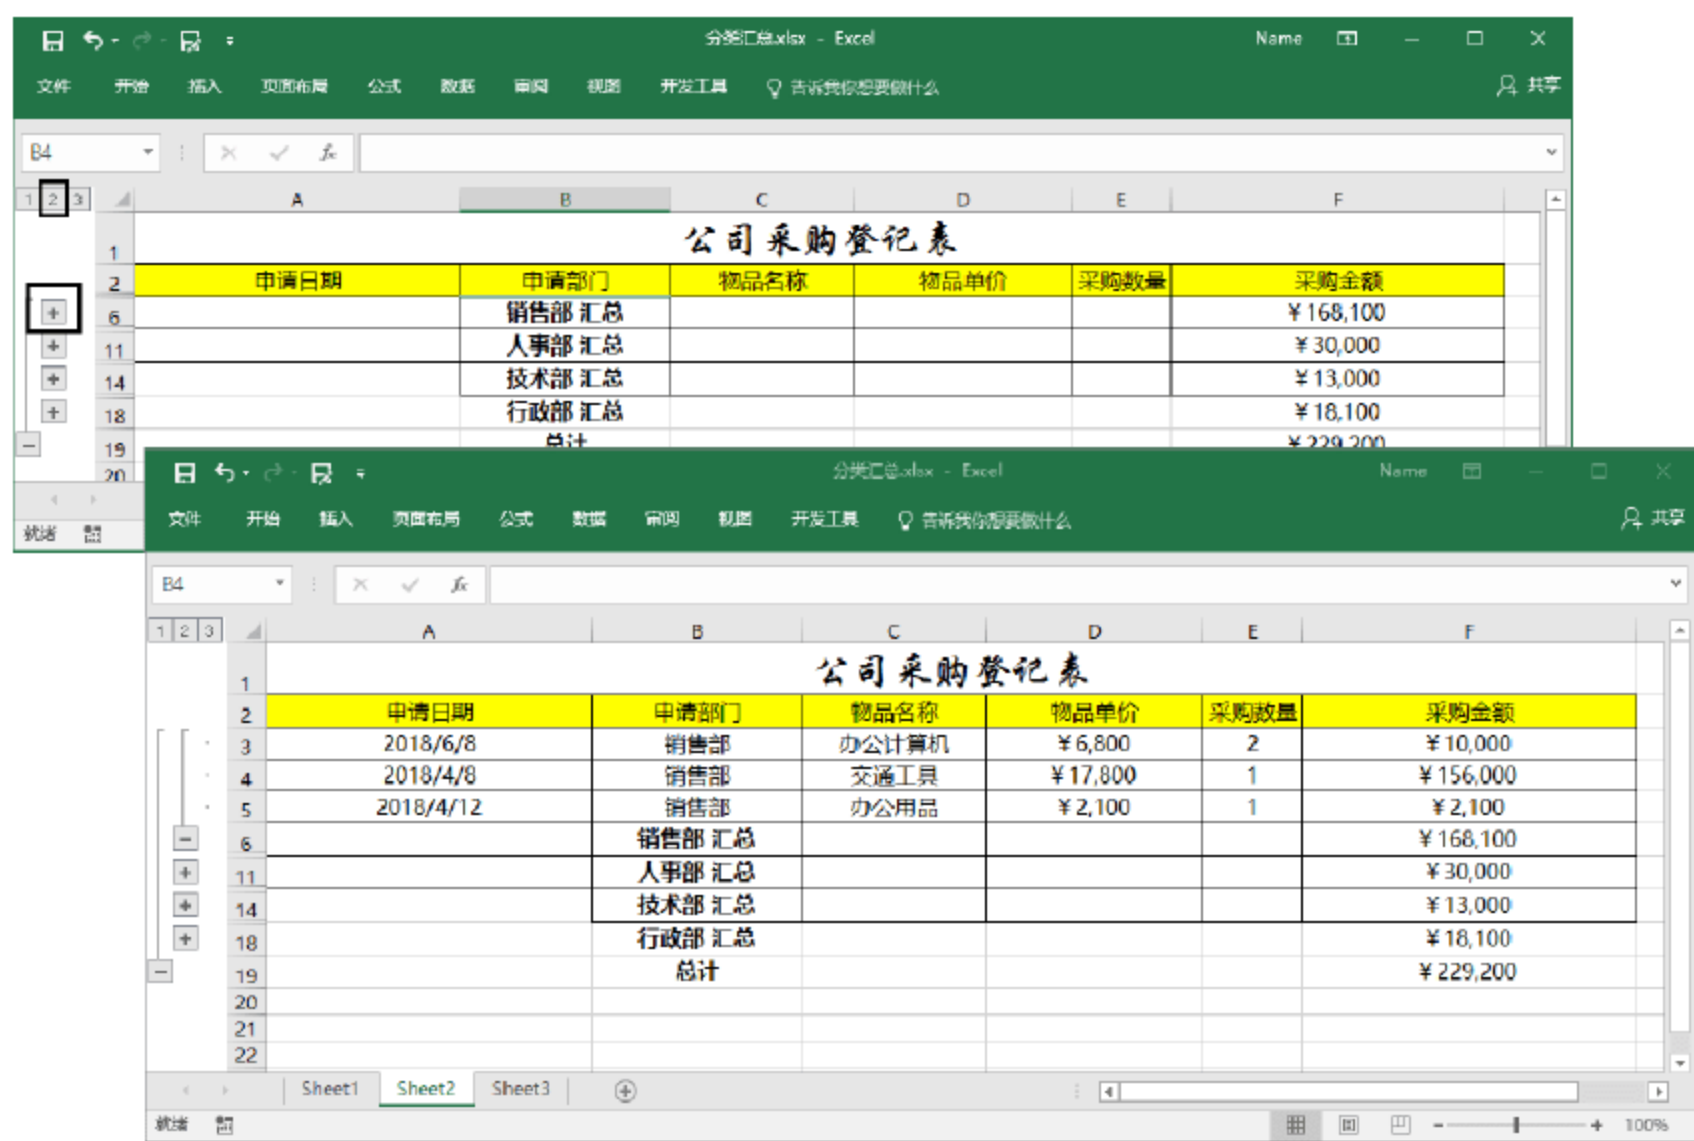 分类汇总.xlsx - Excel
Name
文件 开始 插入 页面布局 公式 数据 审阅 视图 开发工具 告诉我你想要做什么 共享
B4 fx
1 2 3 A B C D E F
1 公司采购登记表
2 申请日期 申请部门 物品名称 物品单价 采购数量 采购金额
6 销售部 汇总 ¥168,100
11 人事部 汇总 ¥30,000
14 技术部 汇总 ¥13,000
18 行政部 汇总 ¥18,100
19 总计 ¥229,200
20
就绪
分类汇总.xlsx - Excel
Name
文件 开始 插入 页面布局 公式 数据 审阅 视图 开发工具 告诉我你想要做什么 共享
B4 fx
1 2 3 A B C D E F
1 公司采购登记表
2 申请日期 申请部门 物品名称 物品单价 采购数量 采购金额
3 2018/6/8 销售部 办公计算机 ¥6,800 2 ¥10,000
4 2018/4/8 销售部 交通工具 ¥17,800 1 ¥156,000
5 2018/4/12 销售部 办公用品 ¥2,100 1 ¥2,100
6 销售部 汇总 ¥168,100
11 人事部 汇总 ¥30,000
14 技术部 汇总 ¥13,000
18 行政部 汇总 ¥18,100
19 总计 ¥229,200
20
21
22
Sheet1 Sheet2 Sheet3
就绪 100%